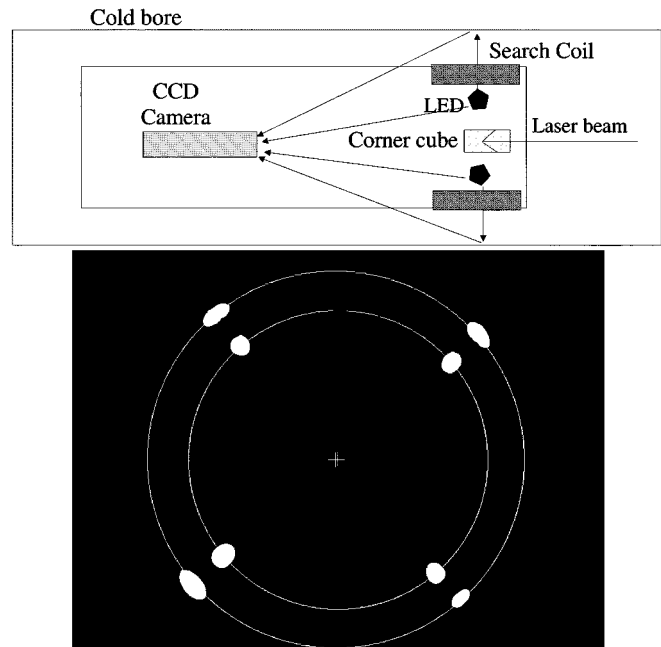 Cold bore
Search Coil
CCD
Camera
LED
Corner cube
Laser beam